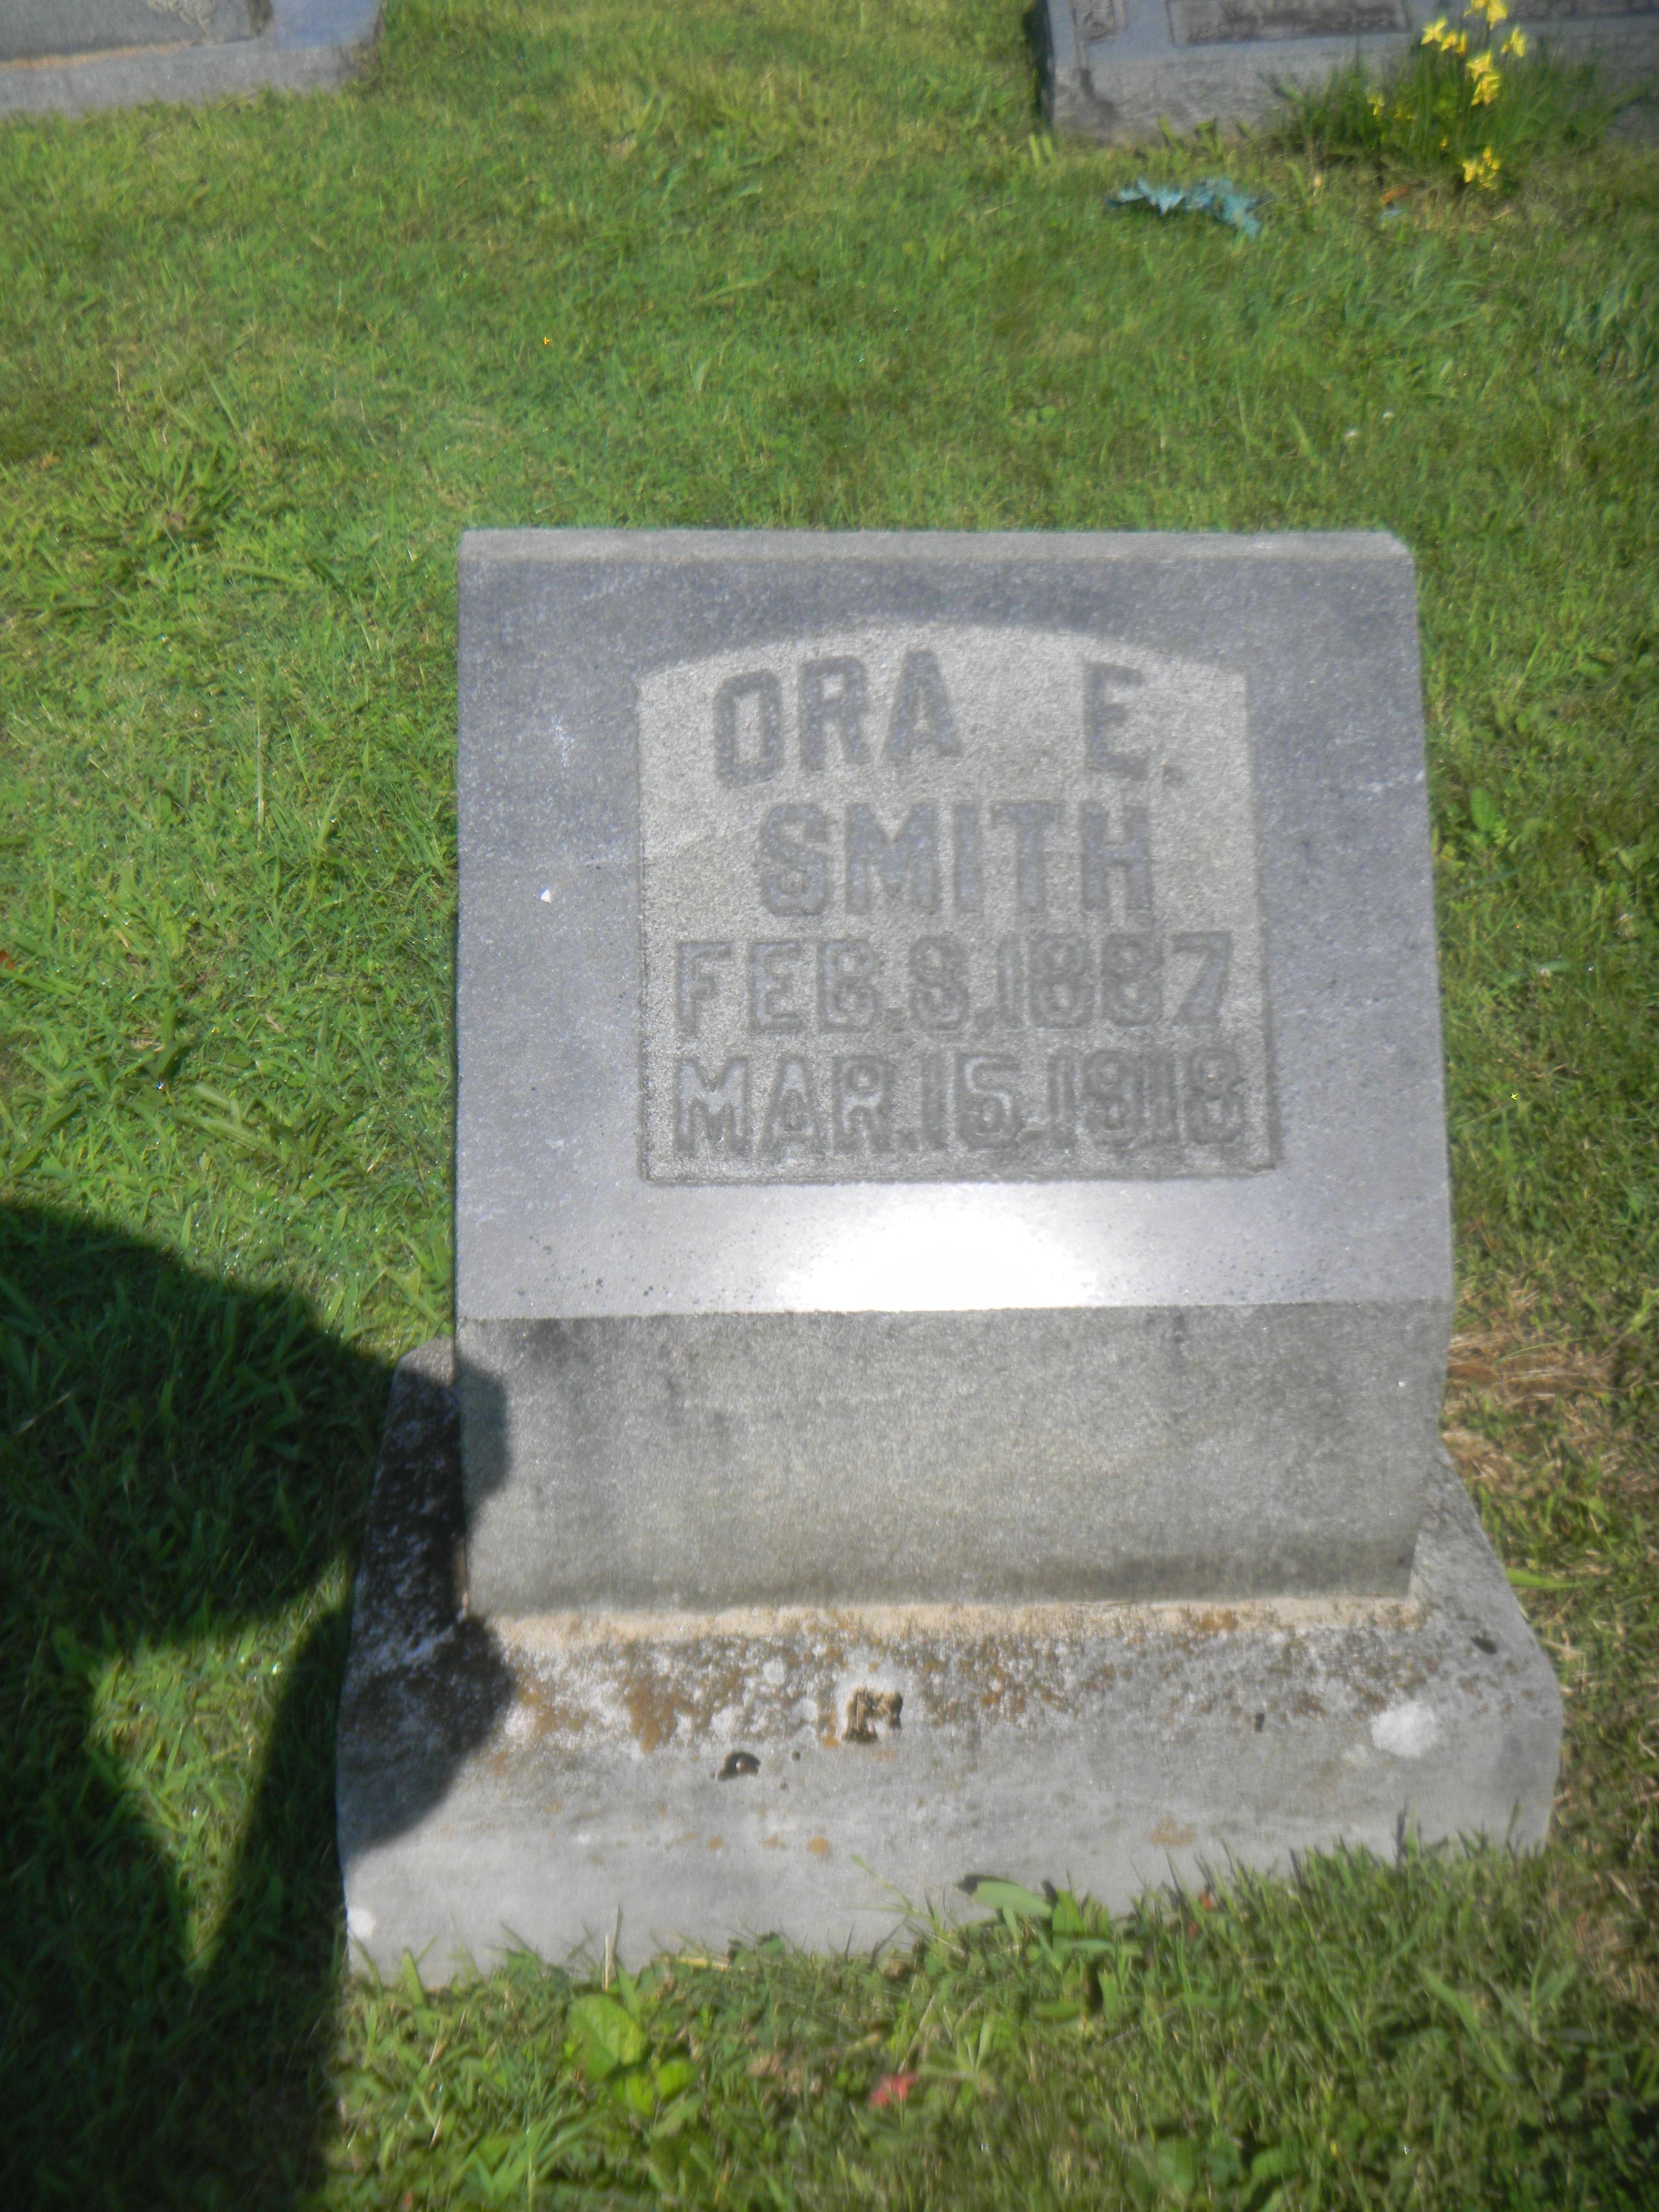 ORA E.
SMITH
FEB. 8, 1887
MAR. 15, 1918